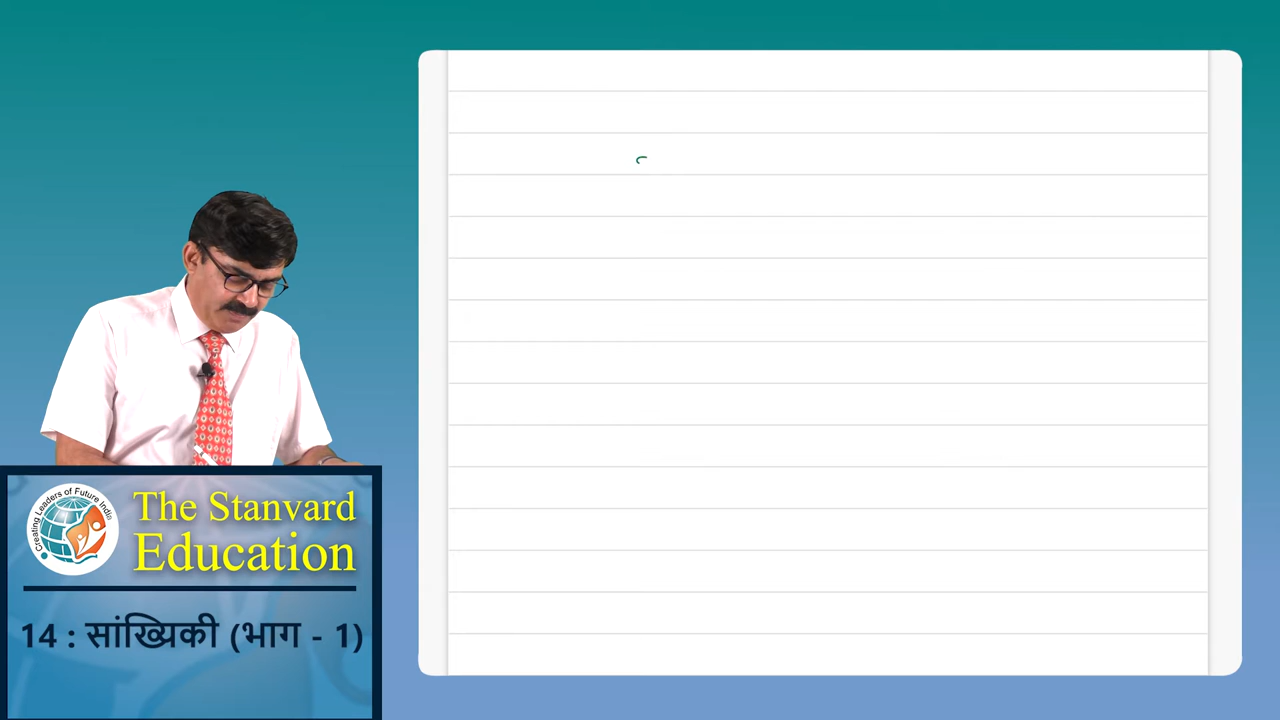 Creating Leaders of Future India
The Stanvard
Education
14 : सांख्यिकी (भाग - 1)